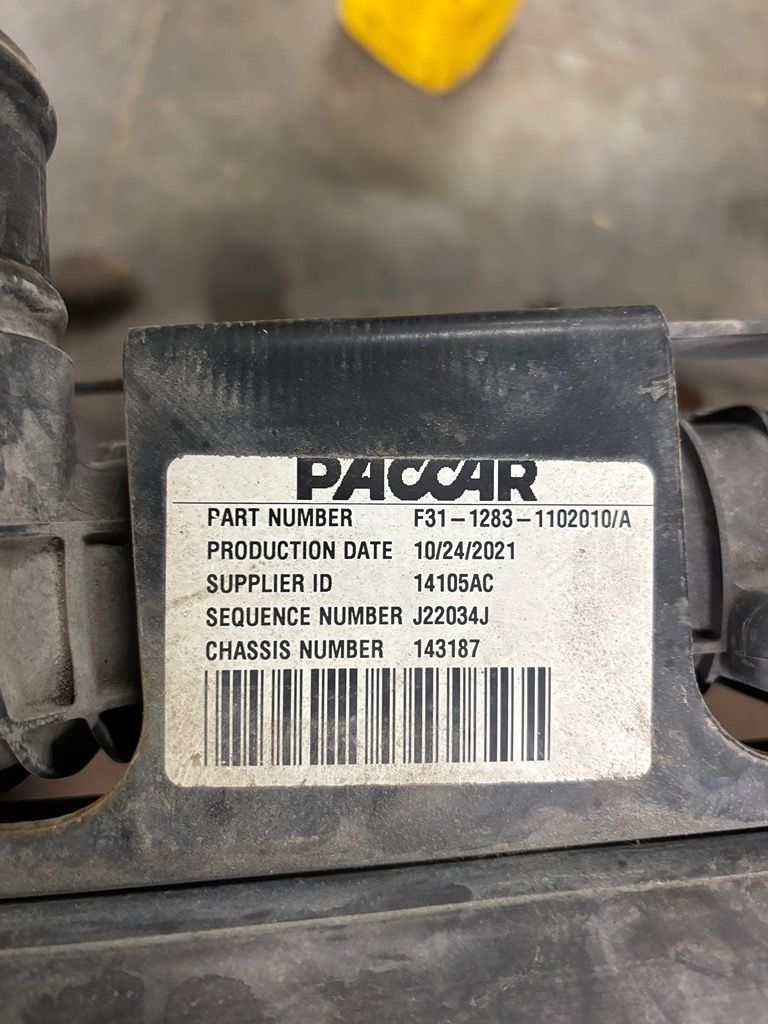 PACCAR
PART NUMBER F31-1283-1102010/A
PRODUCTION DATE 10/24/2021
SUPPLIER ID 14105AC
SEQUENCE NUMBER J22034J
CHASSIS NUMBER 143187